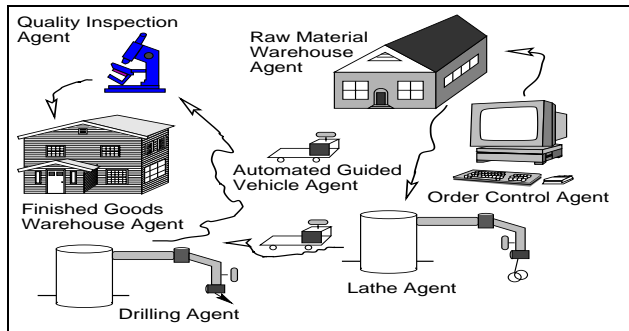 Quality Inspection
Agent
Raw Material
Warehouse
Agent
Automated Guided
Vehicle Agent
Order Control Agent
Finished Goods
Warehouse Agent
Lathe Agent
Drilling Agent